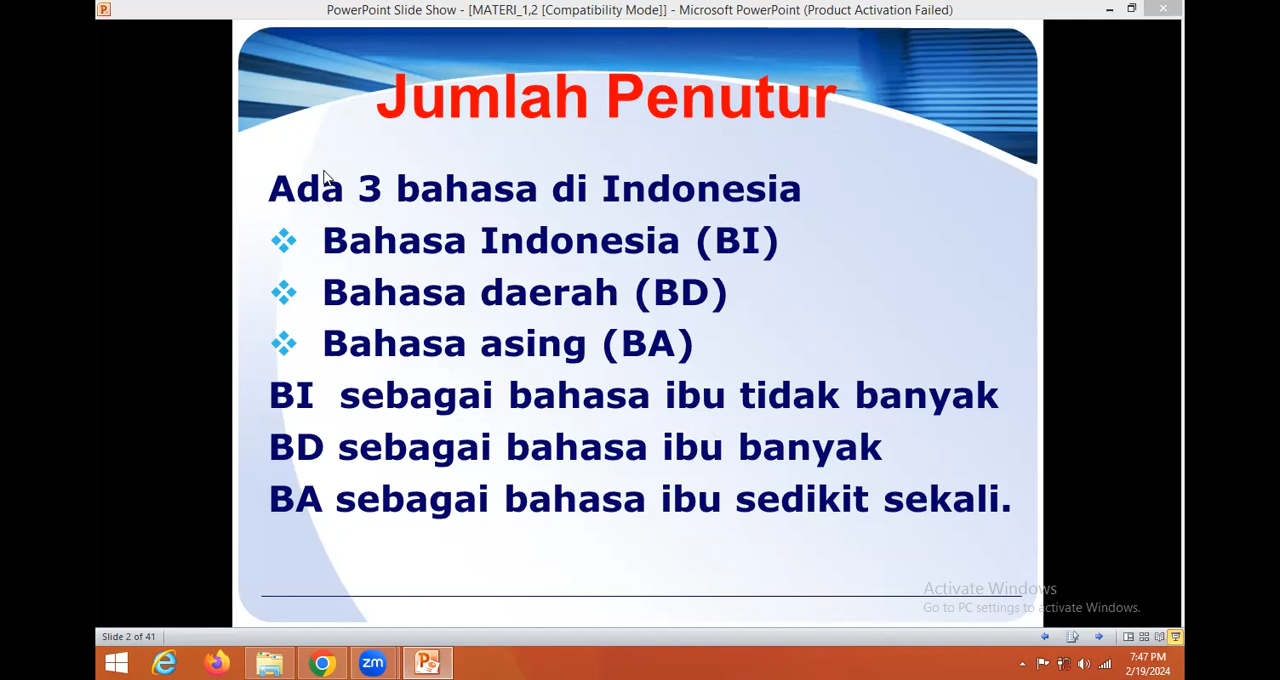 PowerPoint Slide Show - [MATERI_1,2 [Compatibility Mode]] - Microsoft PowerPoint (Product Activation Failed)
Jumlah Penutur
Ada 3 bahasa di Indonesia
Bahasa Indonesia (BI)
Bahasa daerah (BD)
Bahasa asing (BA)
BI sebagai bahasa ibu tidak banyak
BD sebagai bahasa ibu banyak
BA sebagai bahasa ibu sedikit sekali.
Activate Windows
Go to PC settings to activate Windows.
Slide 2 of 41
zm
7:47 PM
2/19/2024